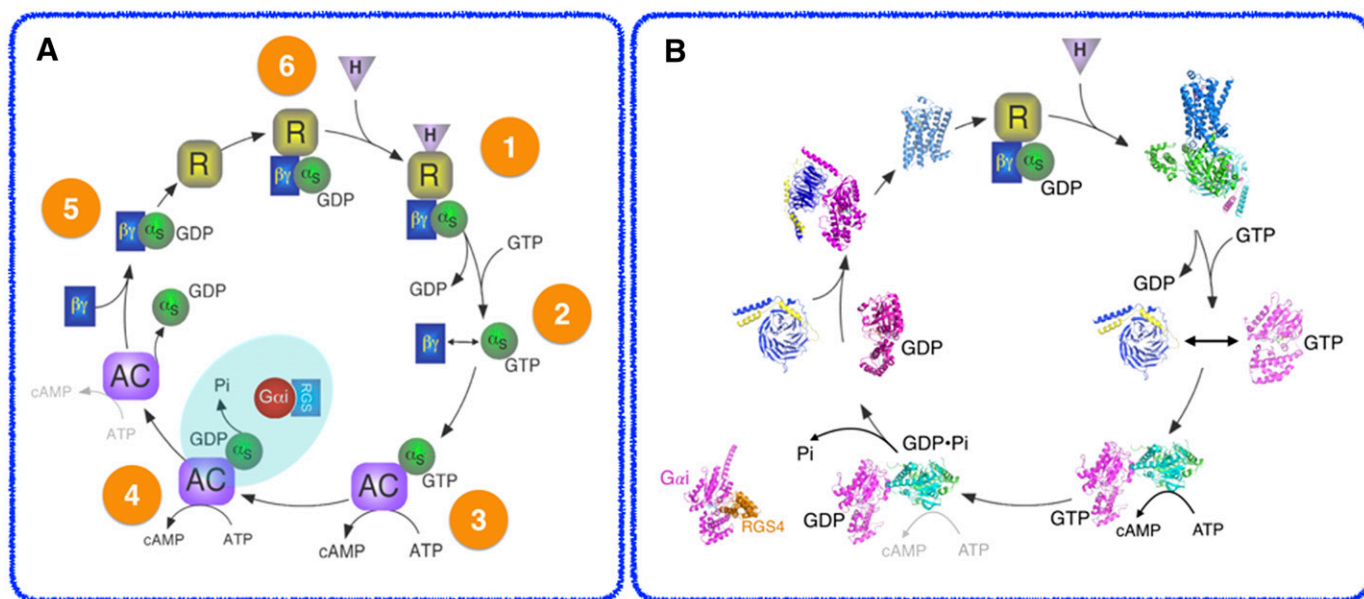 A
6
H
R
βγ
αs
GDP
H
R
βγ
αs
1
GDP
GTP
2
βγ
αs
GTP
αs
GTP
AC
3
cAMP
ATP
Pi
Gαi
RGS
GDP
αs
AC
4
cAMP
ATP
AC
cAMP
ATP
αs
GDP
βγ
5
βγ
αs
GDP
R
B
H
R
βγ
αs
GDP
GTP
GDP
GTP
GTP
cAMP
ATP
GDP•Pi
Pi
GDP
cAMP
ATP
Gαi
RGS4
GDP